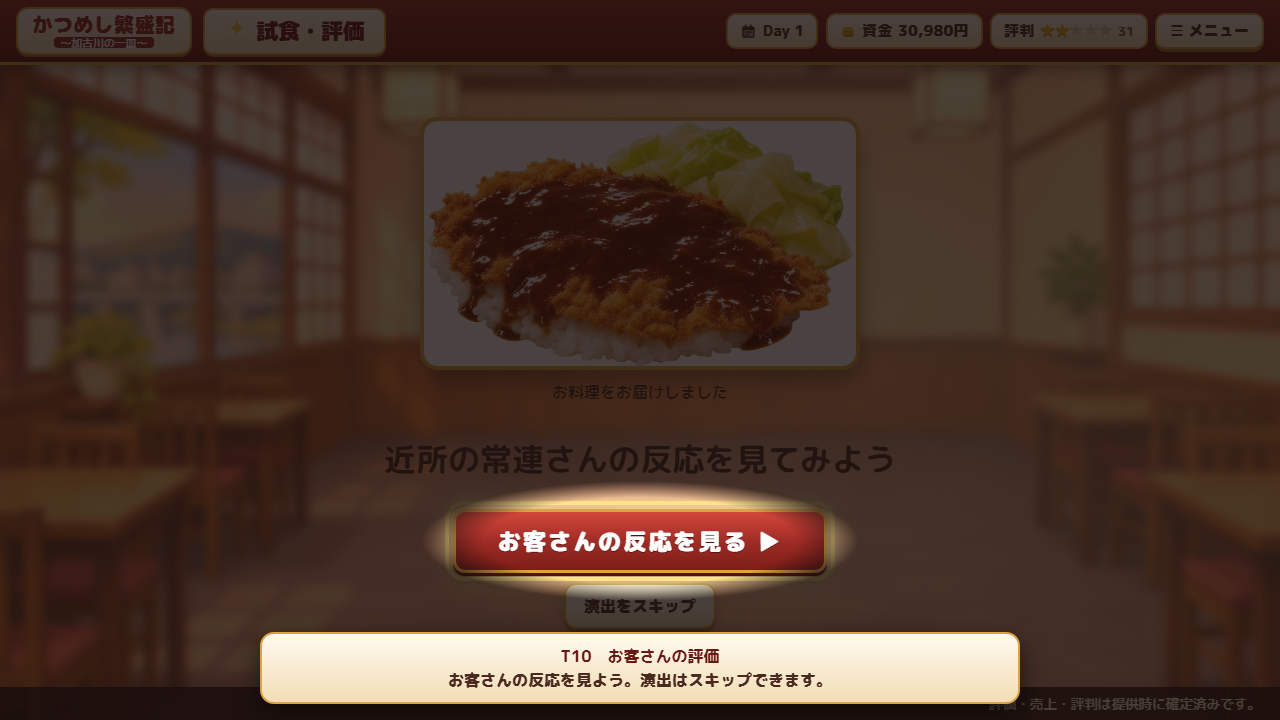 かつめし繁盛記
〜加古川の一皿〜
試食・評価
Day 1
資金 30,980円
評判 ★★★★★ 31
☰ メニュー
お料理をお届けしました
近所の常連さんの反応を見てみよう
お客さんの反応を見る ▶
演出をスキップ
T10 お客さんの評価
お客さんの反応を見よう。演出はスキップできます。
評価・売上・評判は提供時に確定済みです。